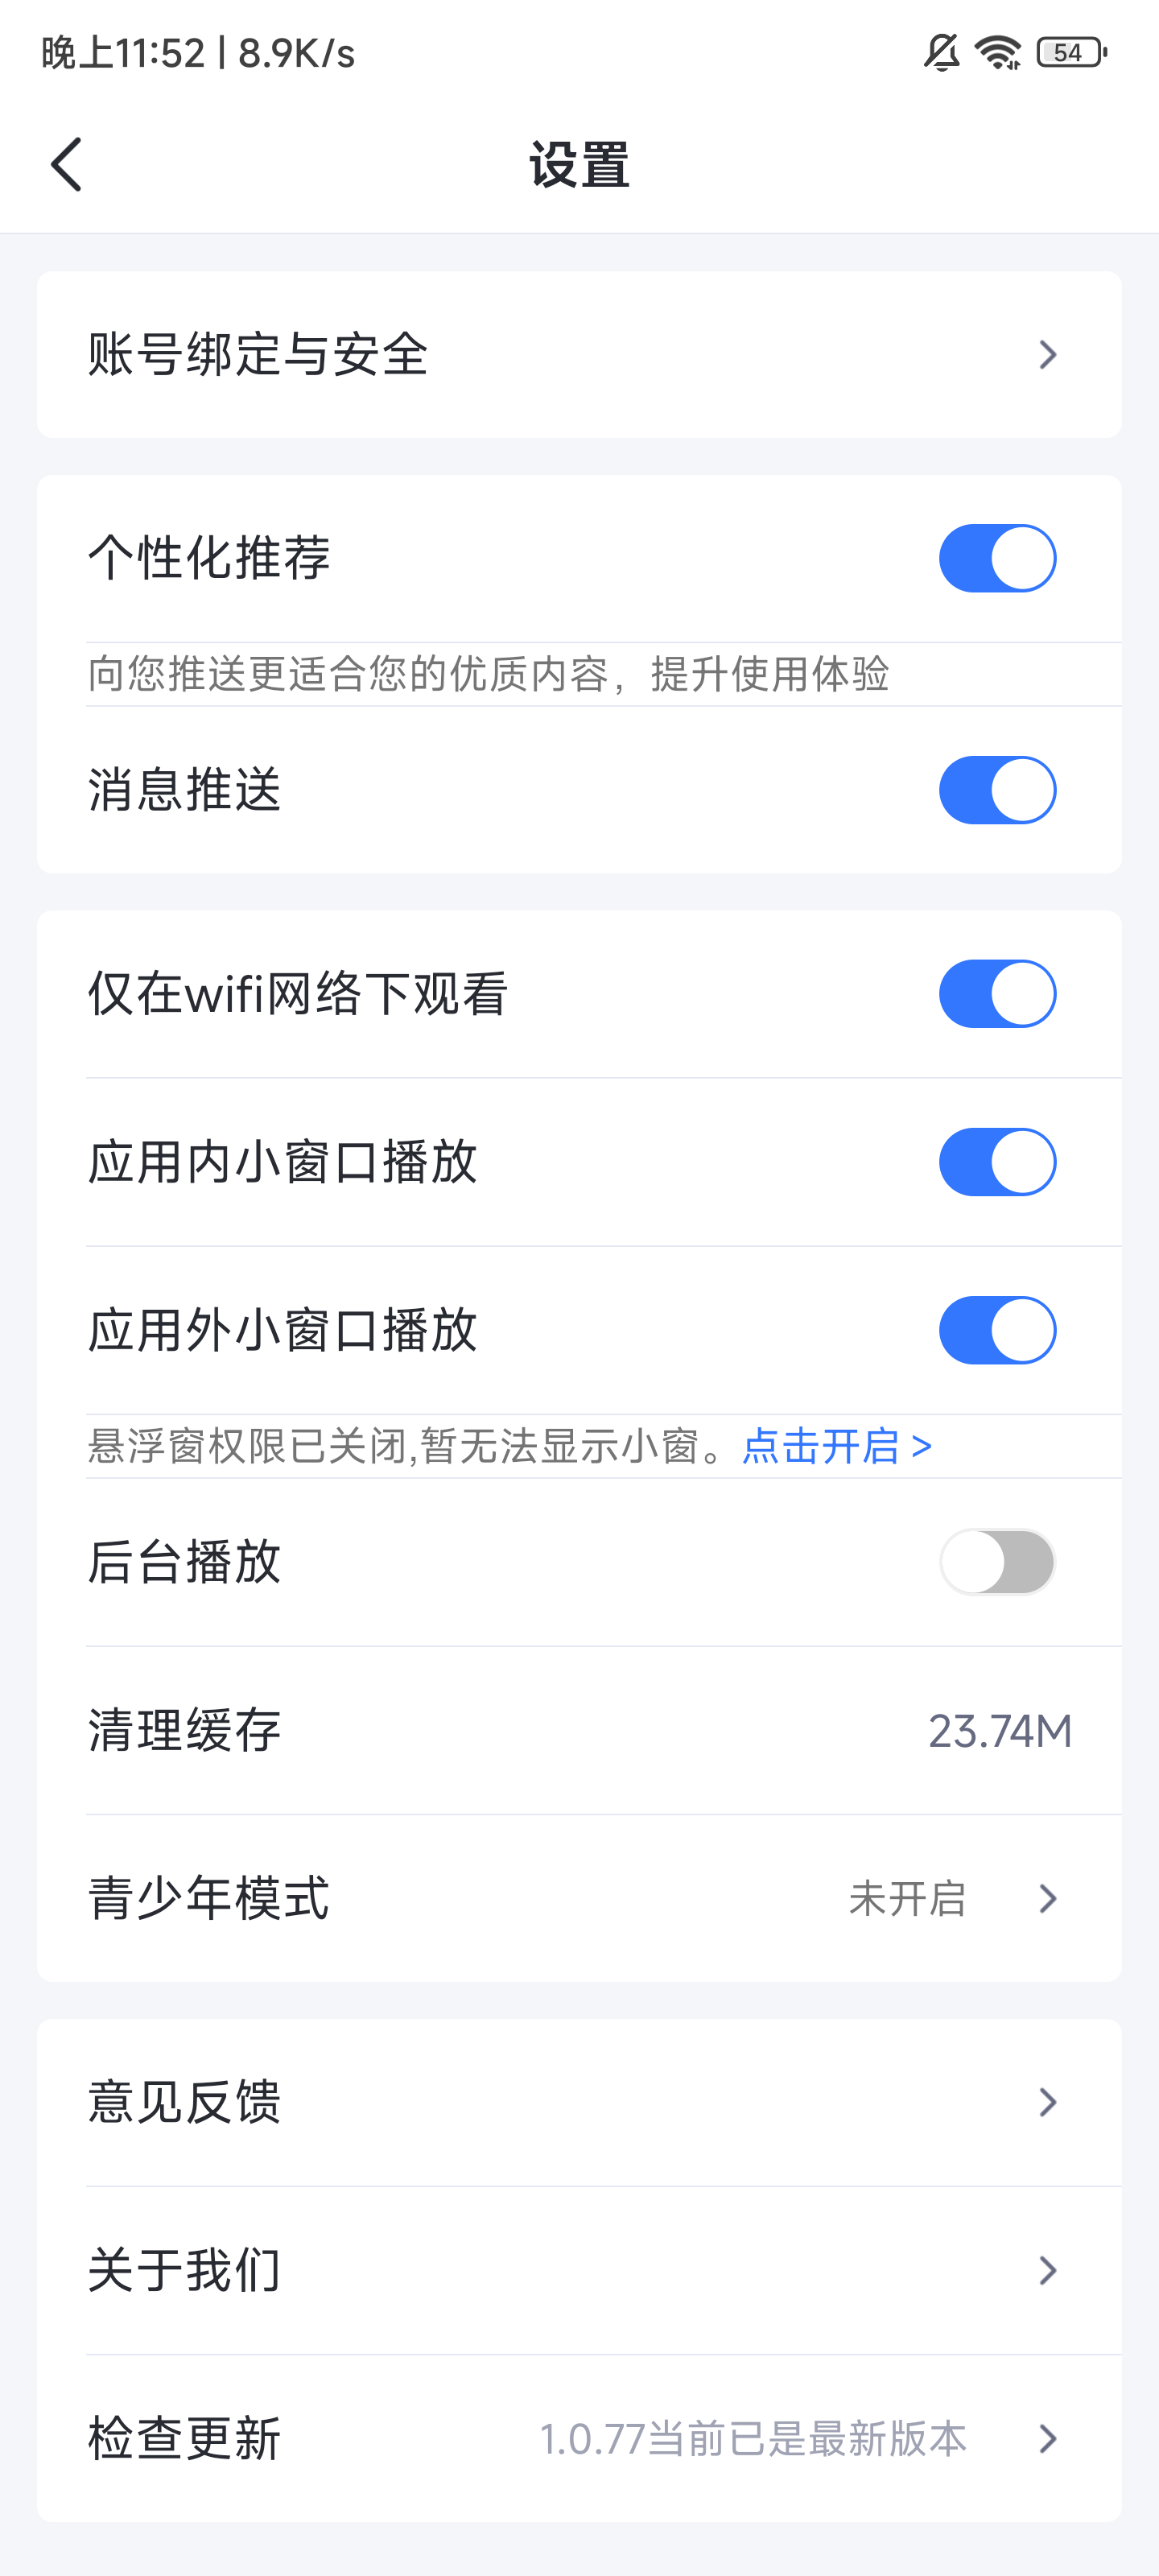 晚上11:52 | 8.9K/s
54
设置
账号绑定与安全
个性化推荐
向您推送更适合您的优质内容，提升使用体验
消息推送
仅在wifi网络下观看
应用内小窗口播放
应用外小窗口播放
悬浮窗权限已关闭,暂无法显示小窗。点击开启 >
后台播放
清理缓存 23.74M
青少年模式 未开启
意见反馈
关于我们
检查更新 1.0.77当前已是最新版本